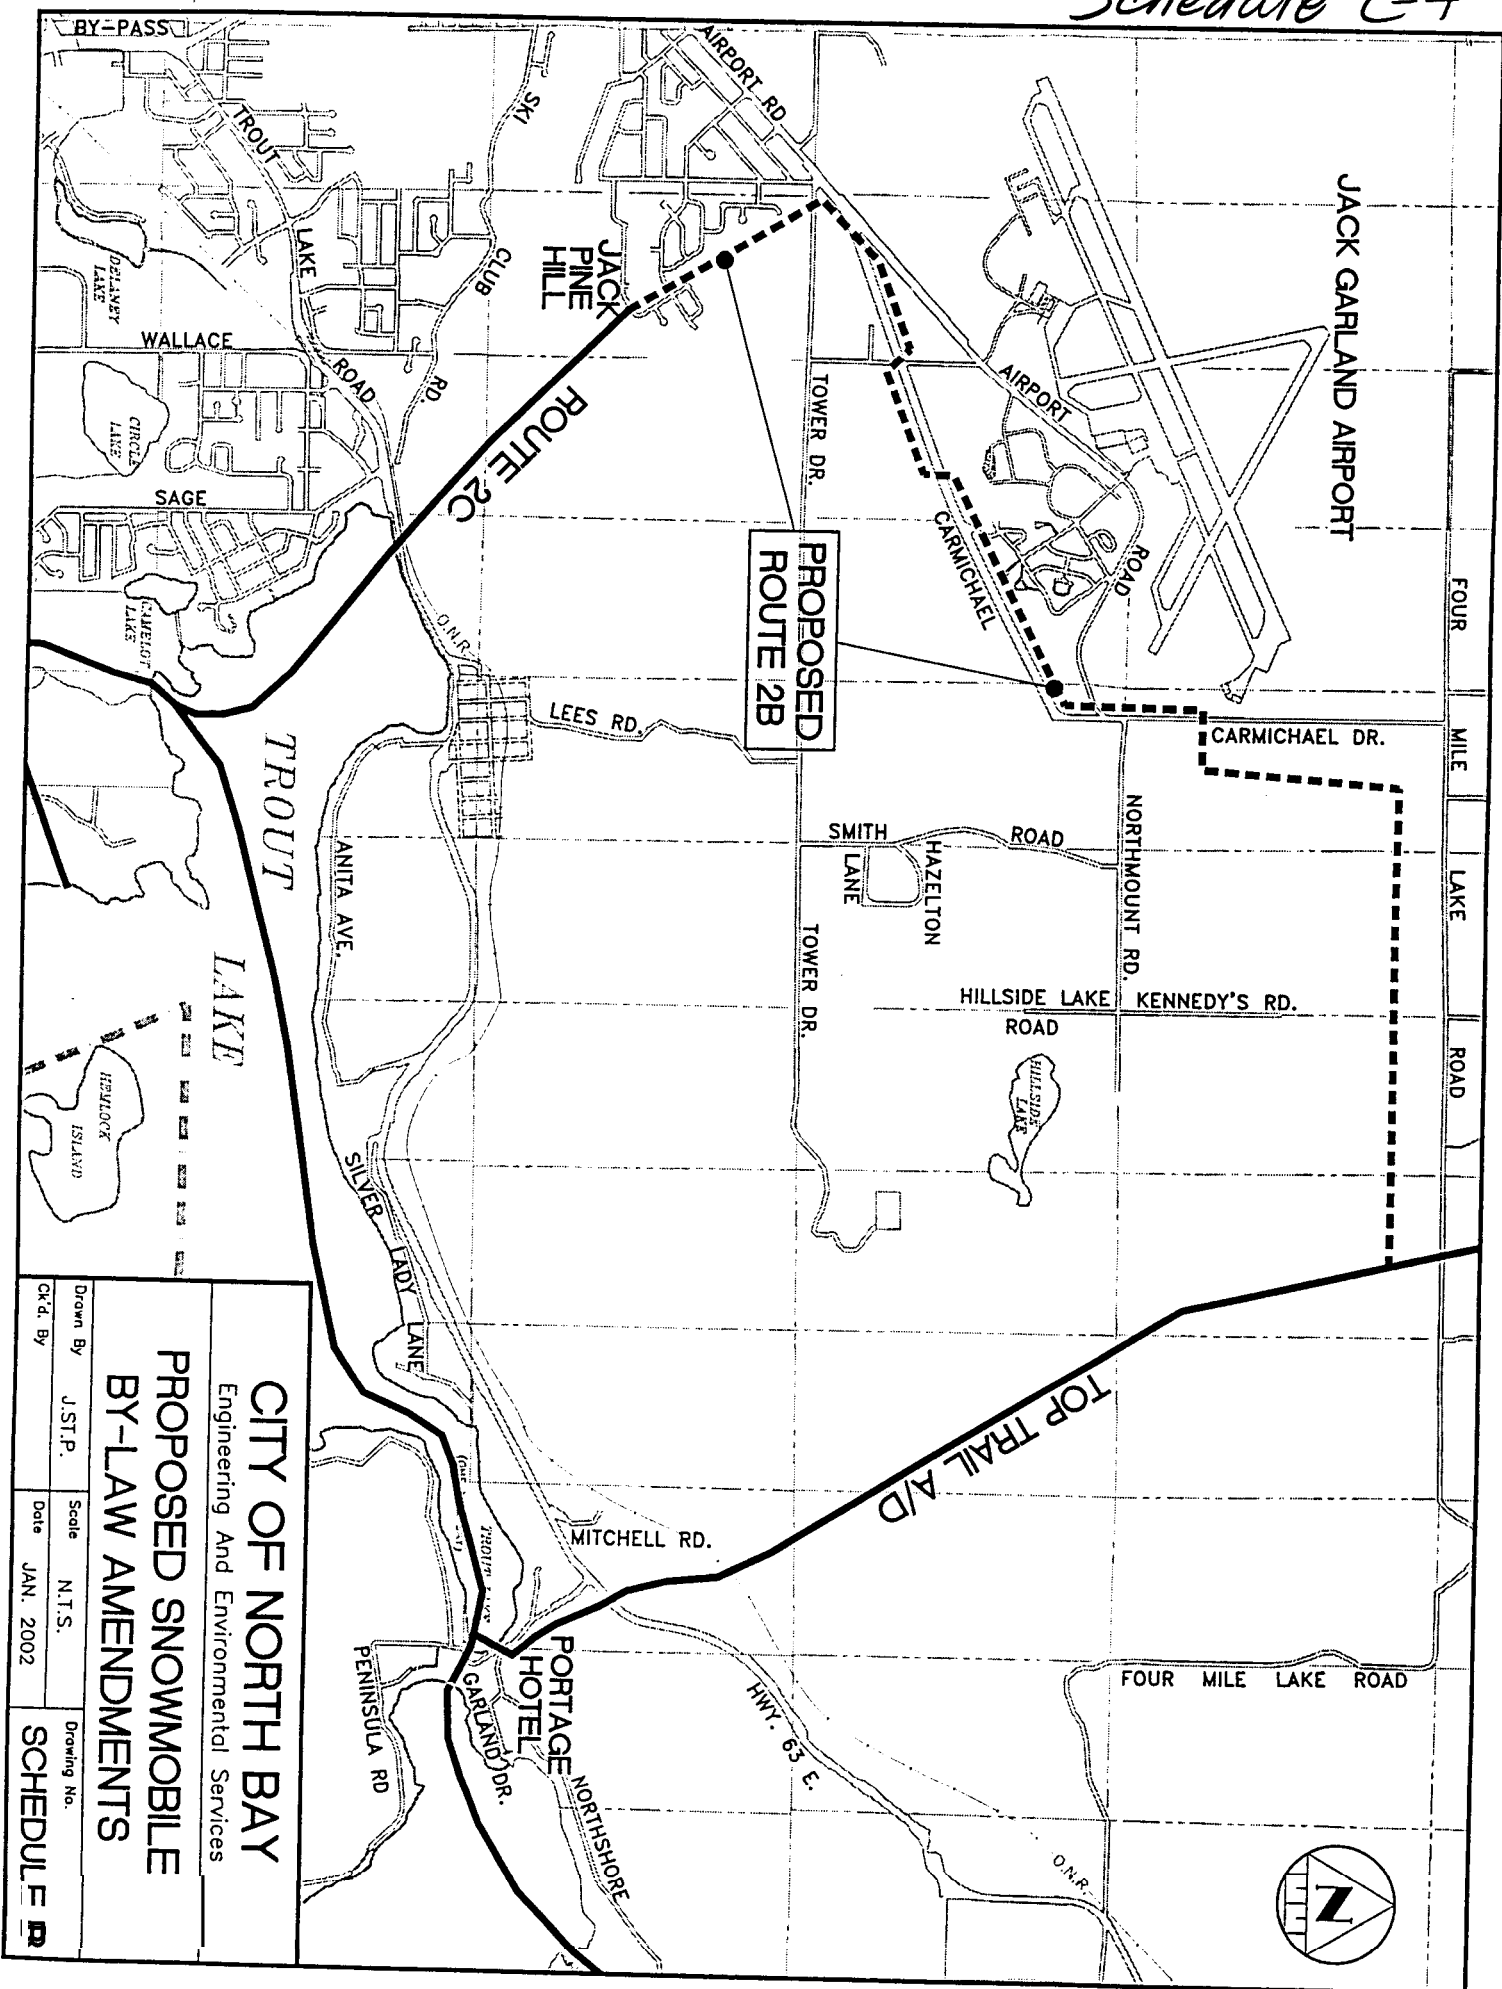 Schedule C-4
BY-PASS
TROUT
LAKE
ROAD
SKI
CLUB
RD.
AIRPORT RD
JACK GARLAND AIRPORT
DELANEY
LAKE
WALLACE
CIRCLE
LAKE
SAGE
CAMELOT
LAKE
JACK
PINE
HILL
ROUTE 2C
TOWER DR.
AIRPORT
ROAD
CARMICHAEL
PROPOSED
ROUTE 2B
FOUR
MILE
LAKE
ROAD
O.N.R.
LEES RD.
CARMICHAEL DR.
TROUT
LAKE
ANITA AVE.
SMITH
ROAD
LANE
HAZELTON
NORTHMOUNT RD.
TOWER DR.
HILLSIDE LAKE
ROAD
KENNEDY'S RD.
HILLSIDE
LAKE
HEMLOCK
ISLAND
SILVER
LADY
LANE
TOP TRAIL A/D
MITCHELL RD.
PORTAGE
HOTEL
GARLAND DR.
PENINSULA RD
NORTHSHORE
HWY. 63 E.
FOUR MILE LAKE ROAD
O.N.R.
N
CITY OF NORTH BAY
Engineering And Environmental Services
PROPOSED SNOWMOBILE
BY-LAW AMENDMENTS
Drawn By J.ST.P.
Scale N.T.S.
Drawing No.
Ck'd. By
Date JAN. 2002
SCHEDULE